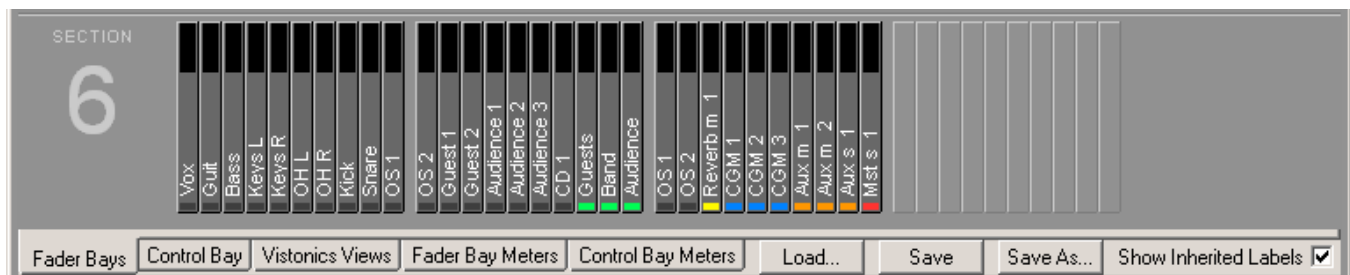 SECTION
6
Vox
Guit
Bass
Keys L
Keys R
OH L
OH R
Kick
Snare
OS 1
OS 2
Guest 1
Guest 2
Audience 1
Audience 2
Audience 3
CD 1
Guests
Band
Audience
OS 1
OS 2
Reverb m 1
CGM 1
CGM 2
CGM 3
Aux m 1
Aux m 2
Aux s 1
Mst s 1
Fader Bays Control Bay Vistonics Views Fader Bay Meters Control Bay Meters Load... Save Save As... Show Inherited Labels